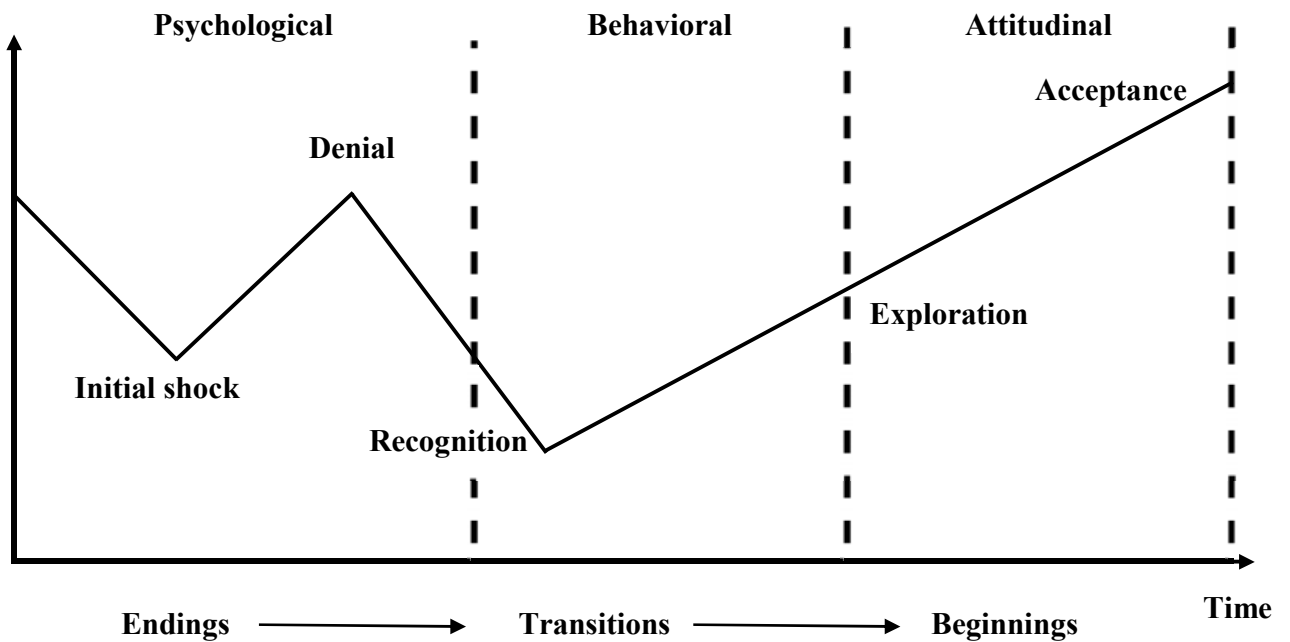 Psychological Behavioral Attitudinal
Acceptance
Denial
Exploration
Initial shock
Recognition
Time
Endings Transitions Beginnings